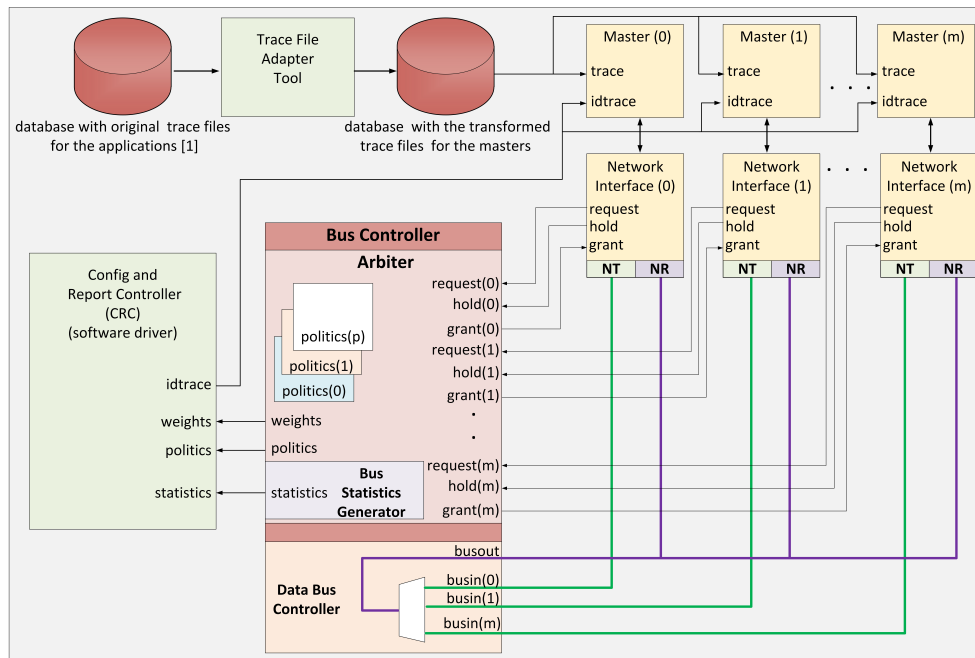 Trace File
Adapter
Tool
database with original trace files
for the applications [1]
database with the transformed
trace files for the masters
Master (0)
trace
idtrace
Master (1)
trace
idtrace
Master (m)
trace
idtrace
. . .
Network
Interface (0)
request
hold
grant
NT
NR
Network
Interface (1)
request
hold
grant
NT
NR
. . .
Network
Interface (m)
request
hold
grant
NT
NR
Config and
Report Controller
(CRC)
(software driver)
idtrace
weights
politics
statistics
Bus Controller
Arbiter
politics(p)
politics(1)
politics(0)
weights
politics
statistics
Bus
Statistics
Generator
request(0)
hold(0)
grant(0)
request(1)
hold(1)
grant(1)
.
.
request(m)
hold(m)
grant(m)
Data Bus
Controller
busout
busin(0)
busin(1)
busin(m)